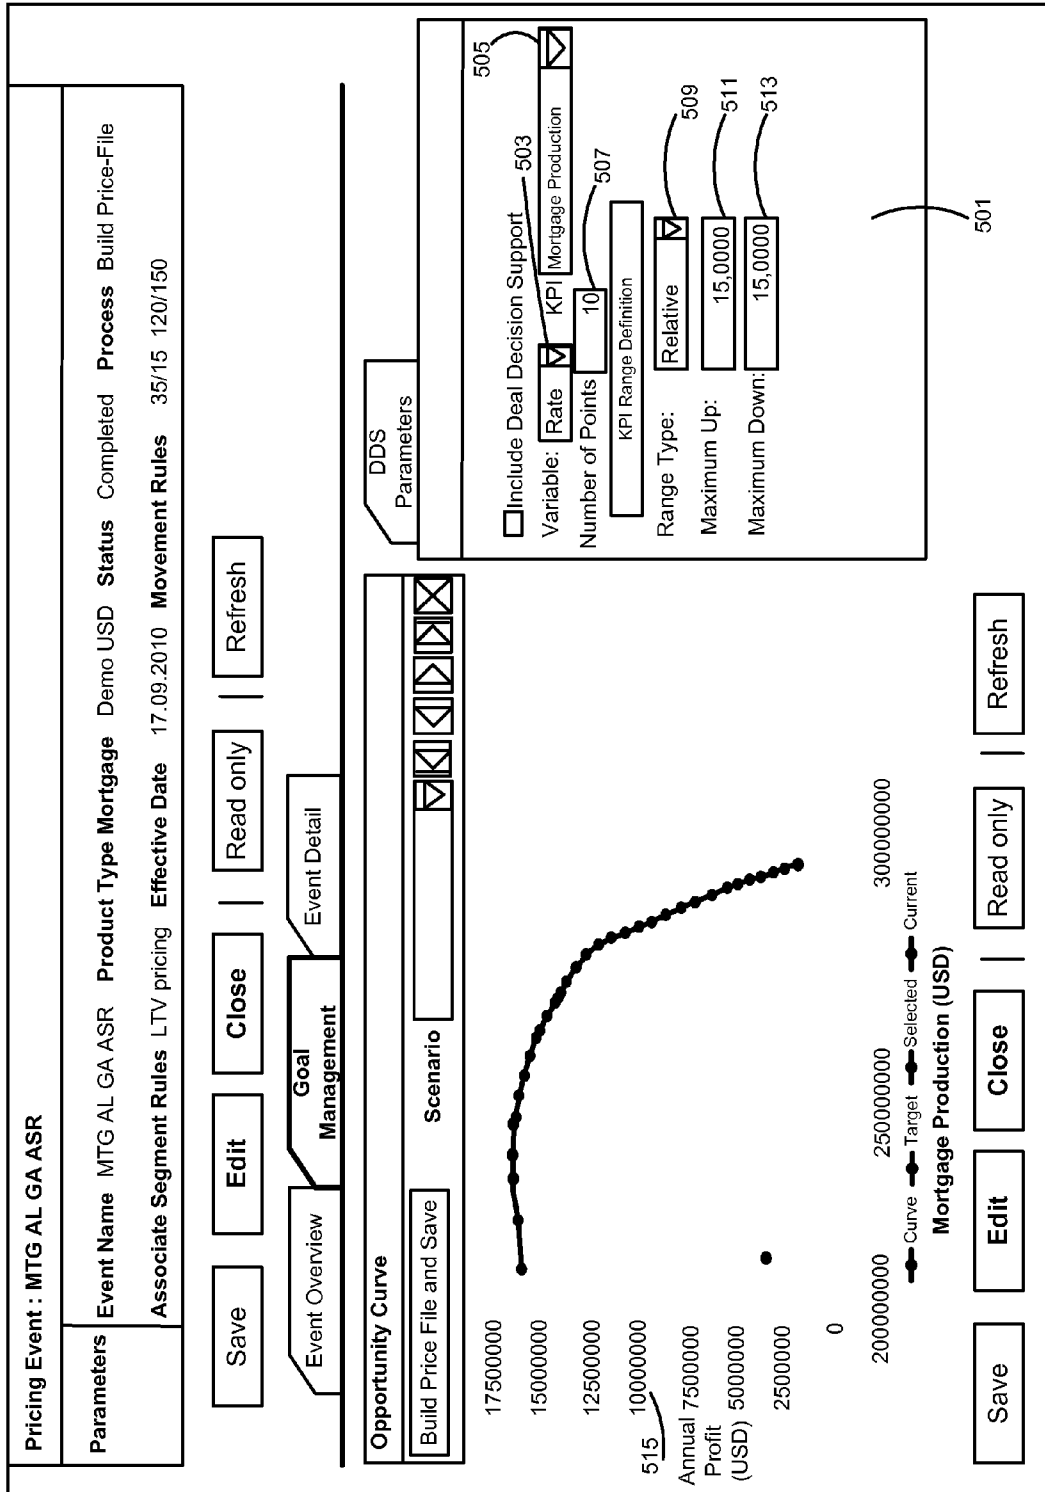 Pricing Event : MTG AL GA ASR
Parameters
Event Name MTG AL GA ASR Product Type Mortgage Demo USD Status Completed Process Build Price-File
Associate Segment Rules LTV pricing Effective Date 17.09.2010 Movement Rules 35/15 120/150
Save Edit Close | Read only | Refresh
Event Overview
Goal Management
Event Detail
Opportunity Curve
Build Price File and Save
Scenario
17500000
15000000
12500000
10000000
7500000
5000000
2500000
0
515
Annual
Profit
(USD)
200000000 250000000 300000000
Curve Target Selected Current
Mortgage Production (USD)
DDS
Parameters
Include Deal Decision Support
503
505
Variable: Rate KPI Mortgage Production
Number of Points 10
507
KPI Range Definition
Range Type: Relative
509
Maximum Up: 15,0000
511
Maximum Down: 15,0000
513
501
Save Edit Close | Read only | Refresh